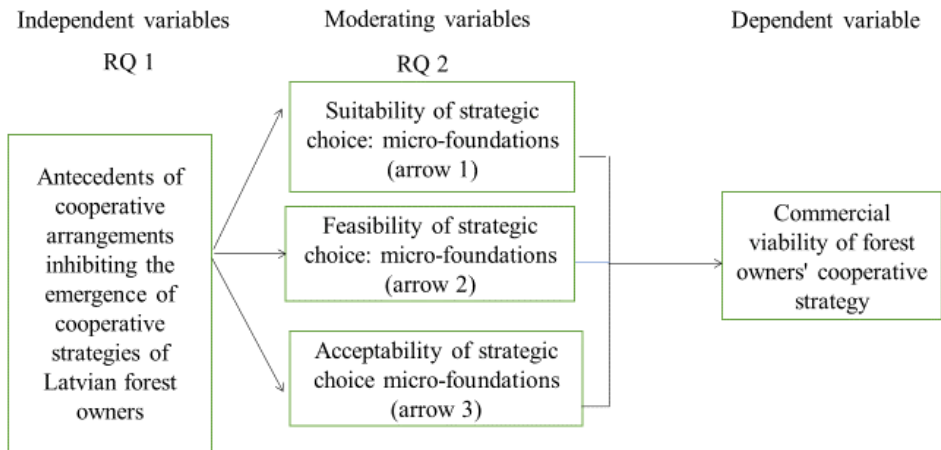 Independent variables
RQ 1
Antecedents of
cooperative
arrangements
inhibiting the
emergence of
cooperative
strategies of
Latvian forest
owners
Moderating variables
RQ 2
Suitability of strategic
choice: micro-foundations
(arrow 1)
Feasibility of strategic
choice: micro-foundations
(arrow 2)
Acceptability of strategic
choice micro-foundations
(arrow 3)
Dependent variable
Commercial
viability of forest
owners' cooperative
strategy